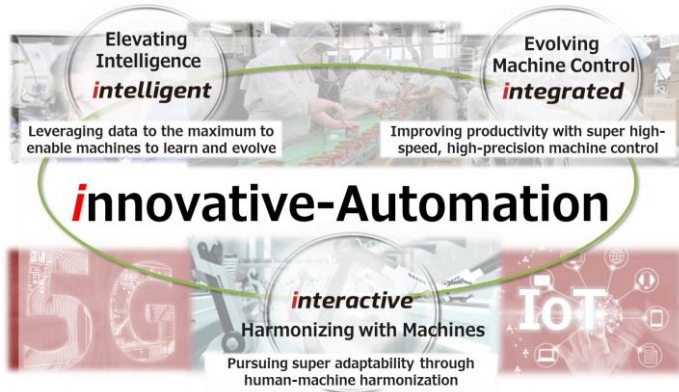 Elevating
Intelligence
intelligent
Leveraging data to the maximum to
enable machines to learn and evolve
Evolving
Machine Control
integrated
Improving productivity with super high-
speed, high-precision machine control
innovative-Automation
5G
interactive
Harmonizing with Machines
Pursuing super adaptability through
human-machine harmonization
IoT